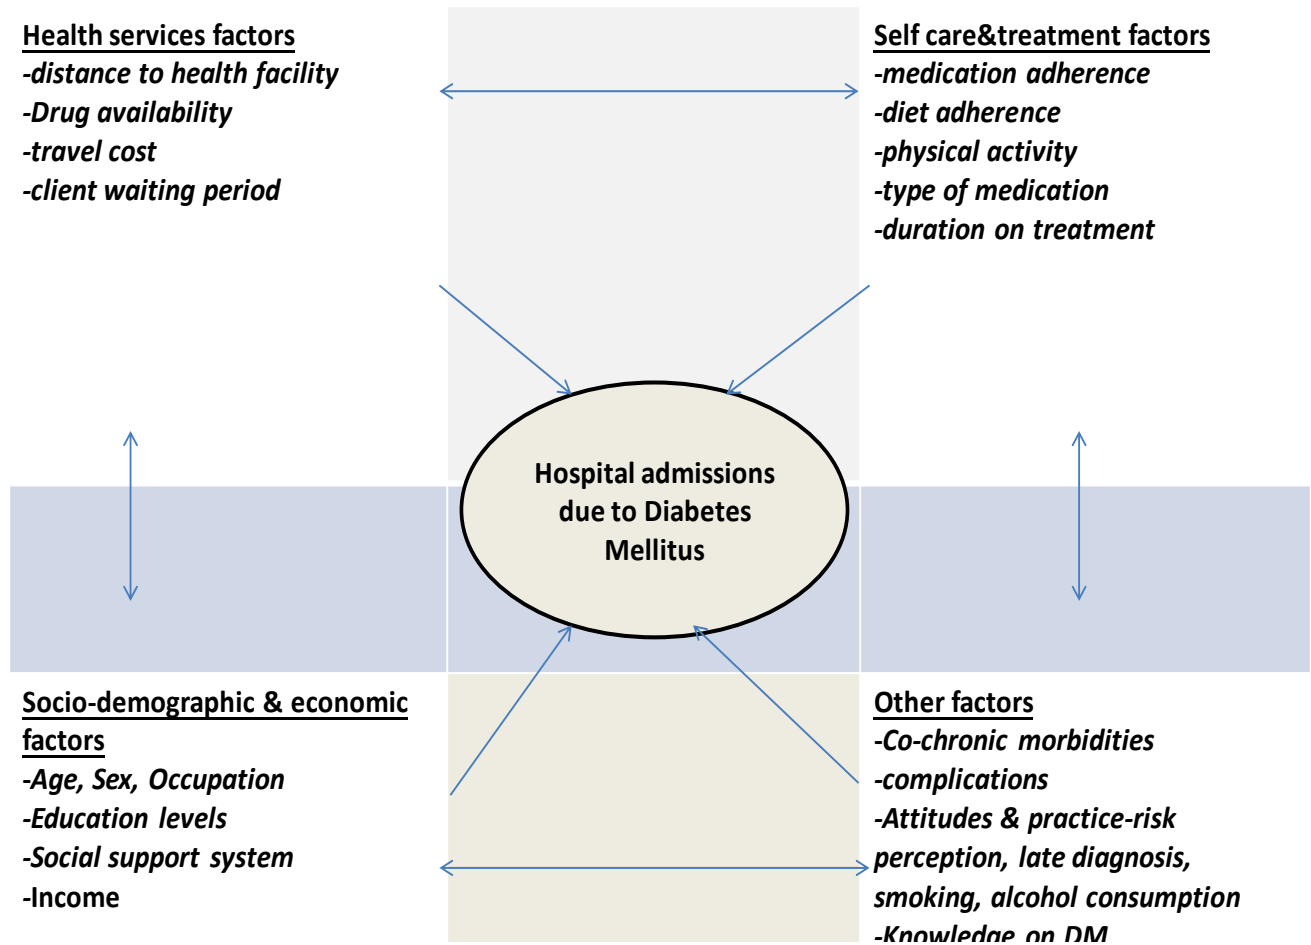 Health services factors
-distance to health facility
-Drug availability
-travel cost
-client waiting period
Self care&treatment factors
-medication adherence
-diet adherence
-physical activity
-type of medication
-duration on treatment
Hospital admissions
due to Diabetes
Mellitus
Socio-demographic & economic
factors
-Age, Sex, Occupation
-Education levels
-Social support system
-Income
Other factors
-Co-chronic morbidities
-complications
-Attitudes & practice-risk
perception, late diagnosis,
smoking, alcohol consumption
-Knowledge on DM